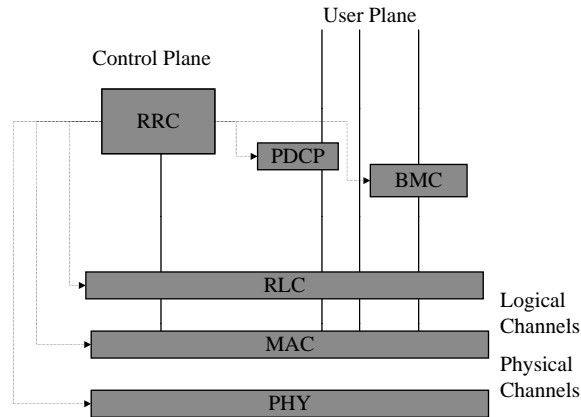 User Plane
Control Plane
RRC
PDCP
BMC
RLC
Logical
Channels
MAC
Physical
Channels
PHY